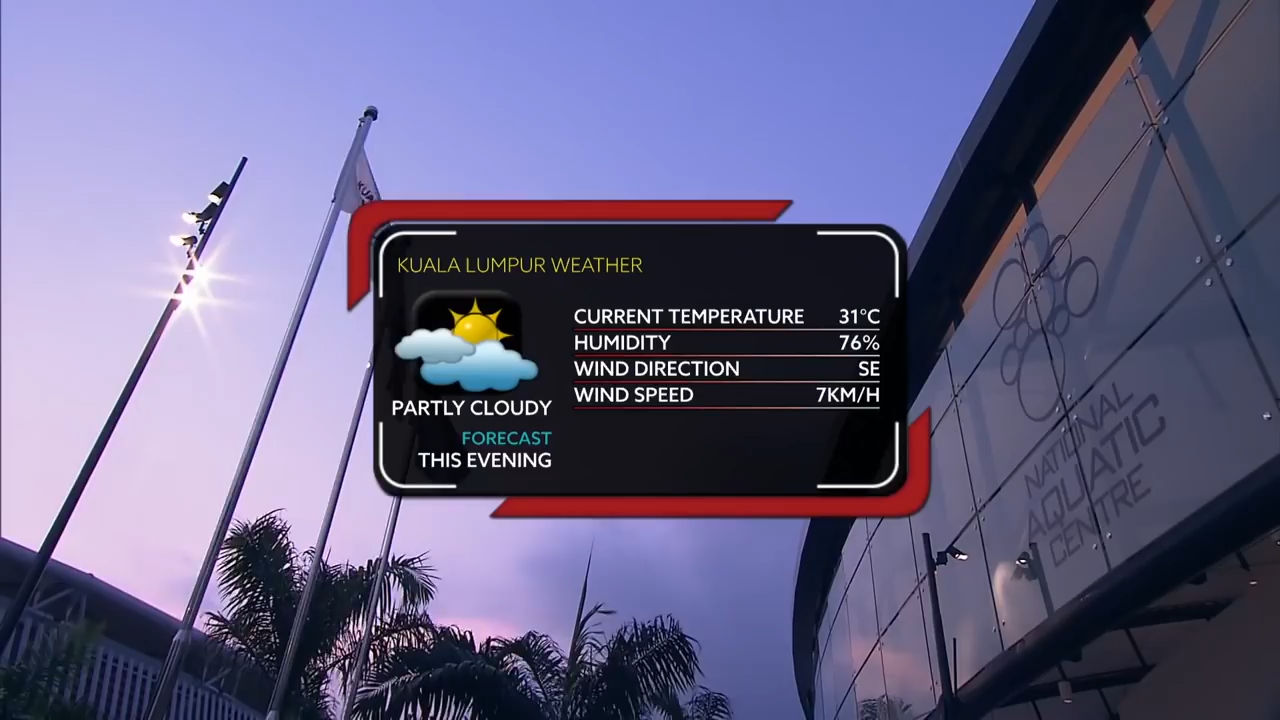 KUALA LUMPUR WEATHER
CURRENT TEMPERATURE 31°C
HUMIDITY 76%
WIND DIRECTION SE
WIND SPEED 7KM/H
PARTLY CLOUDY
FORECAST
THIS EVENING
NATIONAL
AQUATIC
CENTRE